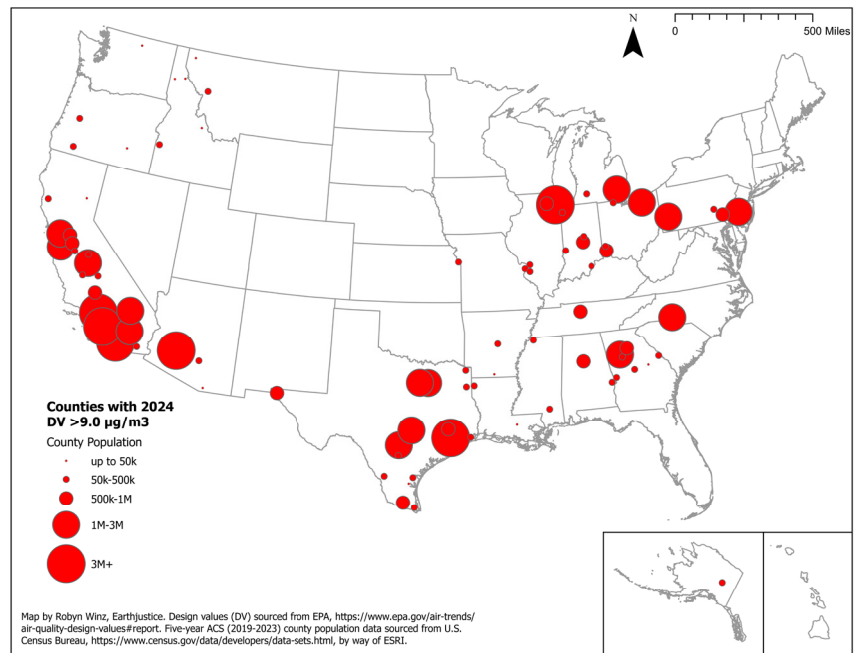 N
0 500 Miles
Counties with 2024
DV >9.0 µg/m3
County Population
up to 50k
50k-500k
500k-1M
1M-3M
3M+
Map by Robyn Winz, Earthjustice. Design values (DV) sourced from EPA, https://www.epa.gov/air-trends/
air-quality-design-values#report. Five-year ACS (2019-2023) county population data sourced from U.S.
Census Bureau, https://www.census.gov/data/developers/data-sets.html, by way of ESRI.